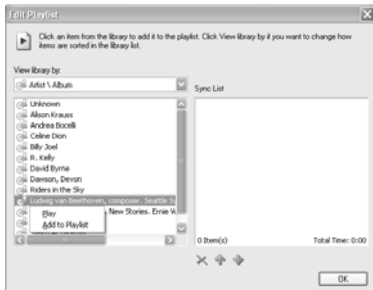 Edit Playlist
Click an item from the library to add it to the playlist. Click View library by if you want to change how
items are sorted in the library list.
View library by:
Artist \ Album
Sync List
Unknown
Alison Krauss
Andrea Bocelli
Celine Dion
Billy Joel
R. Kelly
David Byrne
Dawson, Devon
Riders in the Sky
Ludwig van Beethoven, composer. Seattle S
Play
New Stories. Ernie W
Add to Playlist
0 Item(s)
Total Time: 0:00
OK